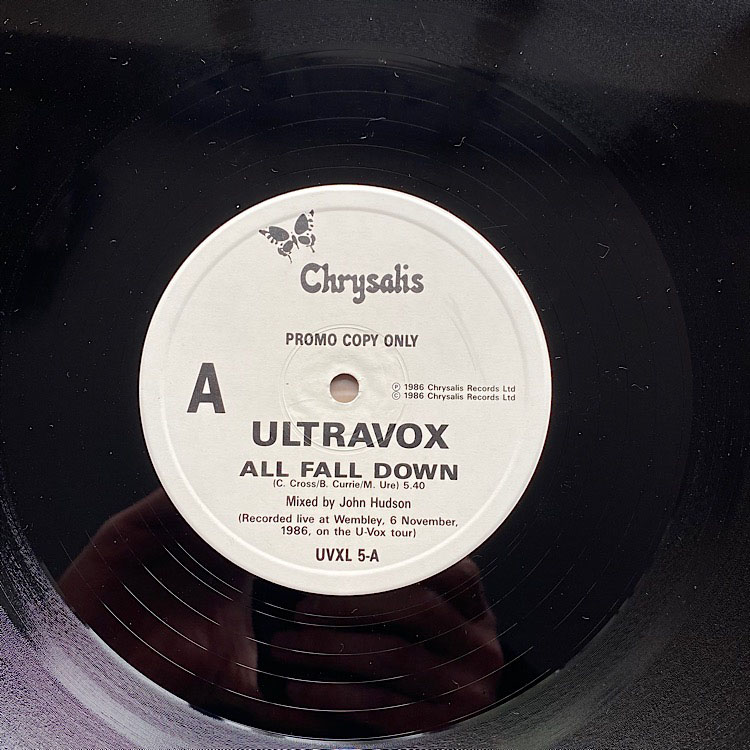 Chrysalis
PROMO COPY ONLY
A
℗ 1986 Chrysalis Records Ltd
© 1986 Chrysalis Records Ltd
ULTRAVOX
ALL FALL DOWN
(C. Cross/B. Currie/M. Ure) 5.40
Mixed by John Hudson
(Recorded live at Wembley, 6 November,
1986, on the U-Vox tour)
UVXL 5-A